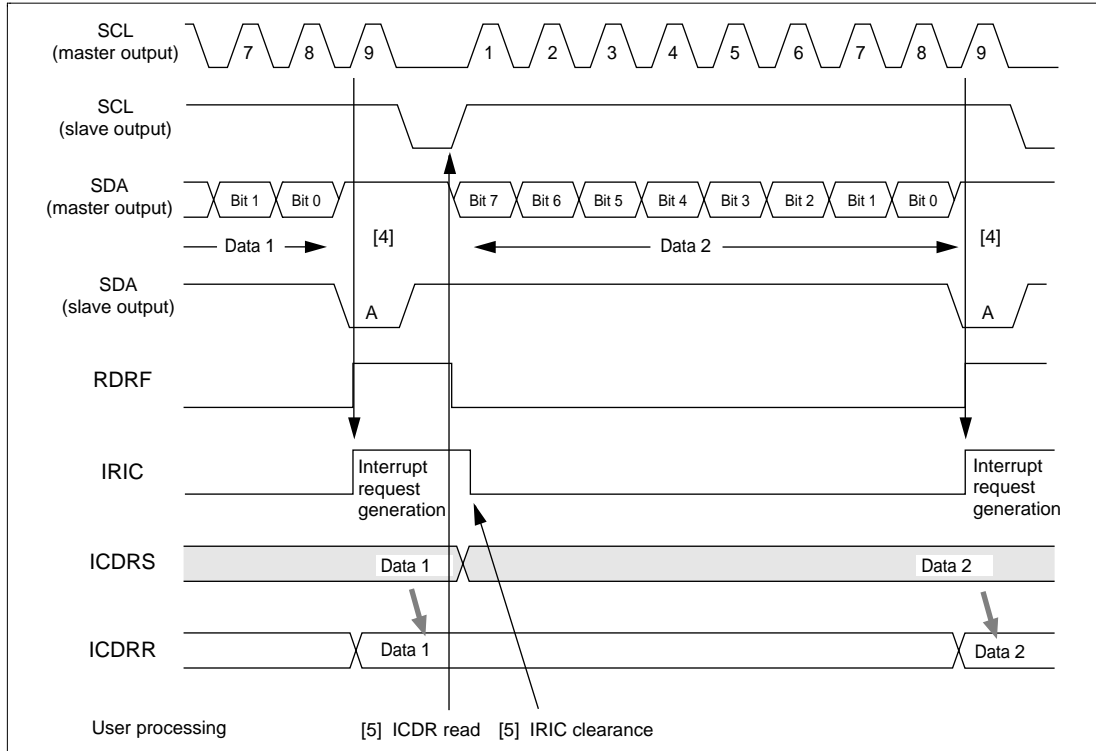 SCL
(master output)
7 8 9 1 2 3 4 5 6 7 8 9
SCL
(slave output)
SDA
(master output)
Bit 1 Bit 0 Bit 7 Bit 6 Bit 5 Bit 4 Bit 3 Bit 2 Bit 1 Bit 0
Data 1 [4] Data 2 [4]
SDA
(slave output)
A A
RDRF
IRIC
Interrupt
request
generation
Interrupt
request
generation
ICDRS
Data 1 Data 2
ICDRR
Data 1 Data 2
User processing [5] ICDR read [5] IRIC clearance